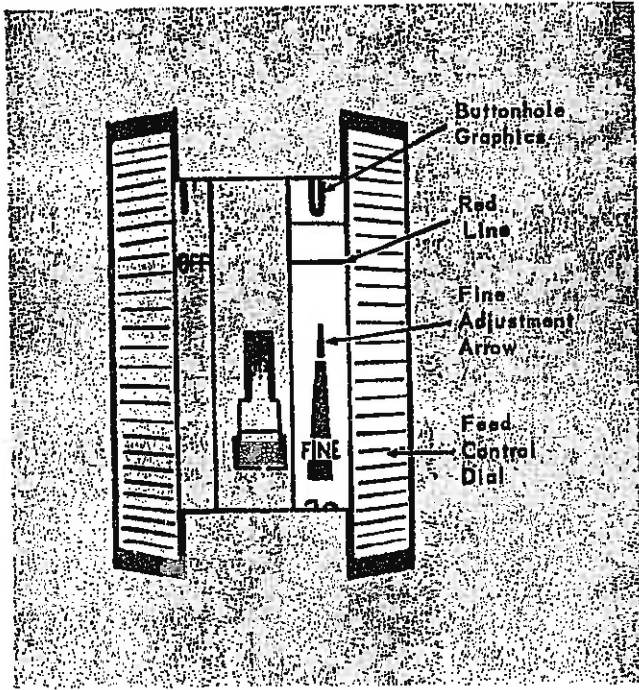 Buttonhole
Graphics
Red
Line
OFF
Fine
Adjustment
Arrow
Feed
Control
Dial
FINE